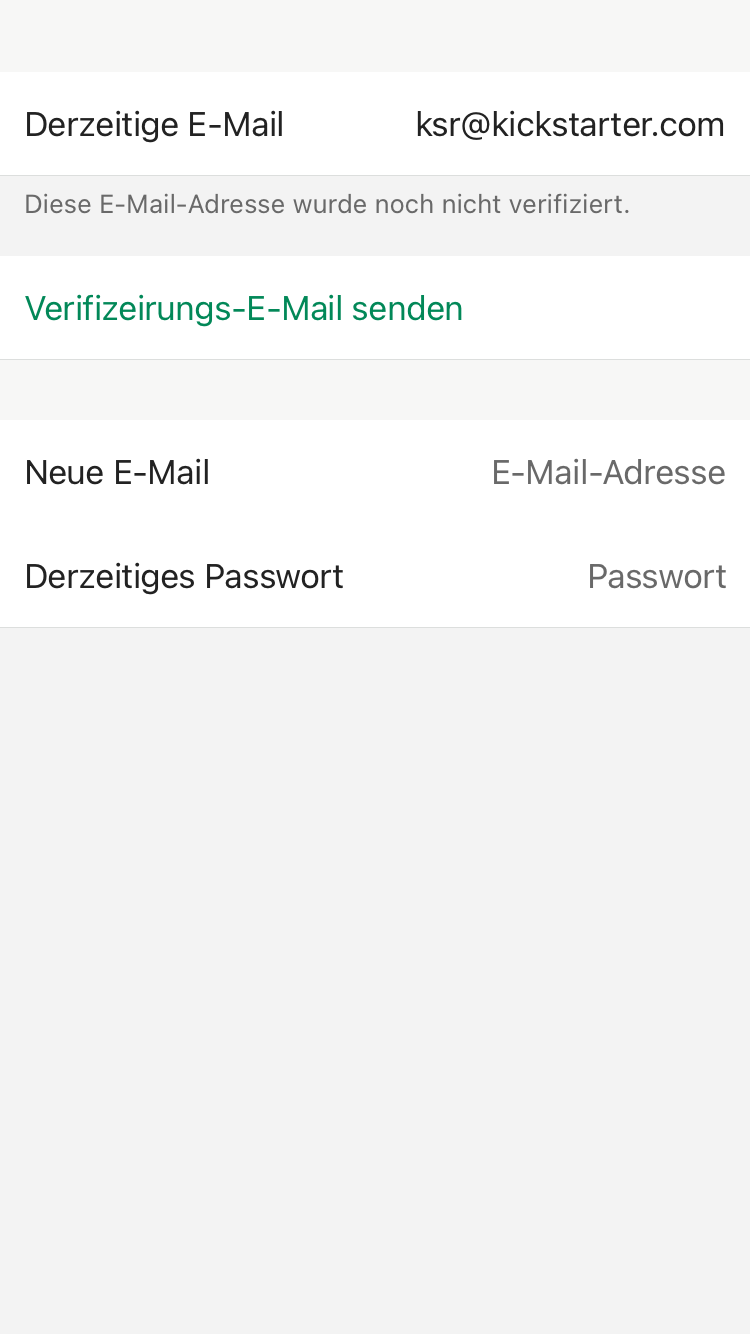 Derzeitige E-Mail ksr@kickstarter.com
Diese E-Mail-Adresse wurde noch nicht verifiziert.
Verifizeirungs-E-Mail senden
Neue E-Mail E-Mail-Adresse
Derzeitiges Passwort Passwort